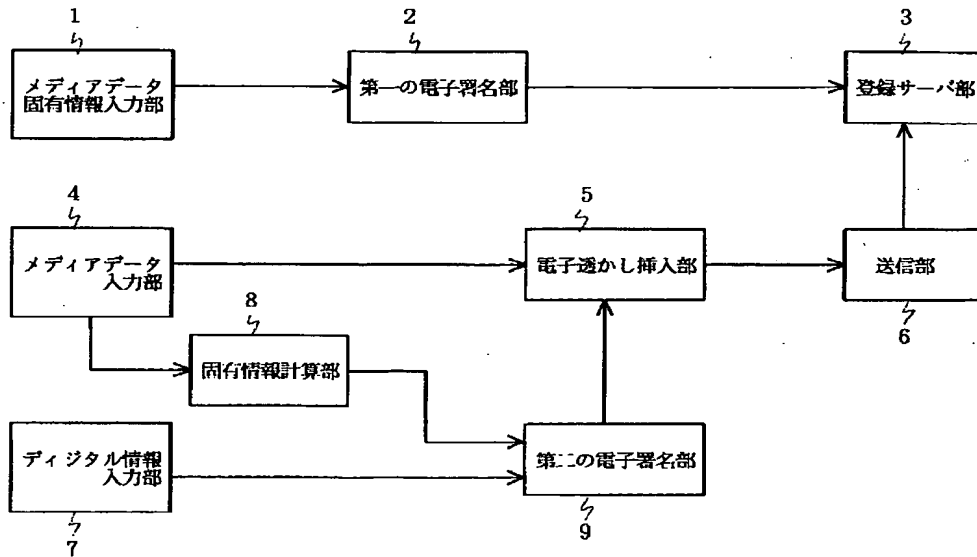 1
2
3
メディアデータ
固有情報入力部
第一の電子署名部
登録サーバ部
4
5
メディアデータ
入力部
電子透かし挿入部
送信部
8
6
固有情報計算部
ディジタル情報
入力部
第二の電子署名部
7
9